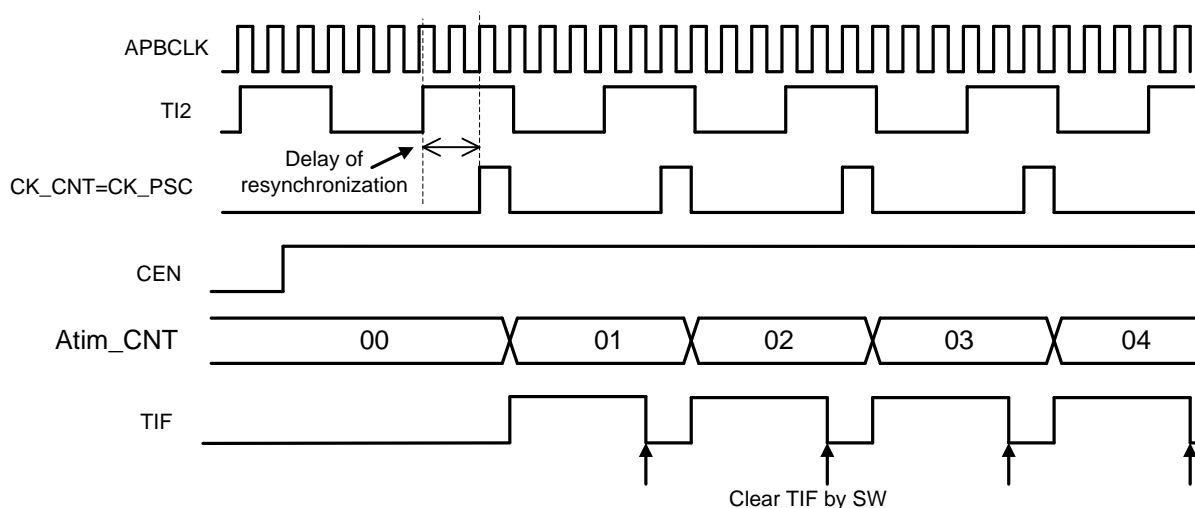 APBCLK
TI2
Delay of
resynchronization
CK_CNT=CK_PSC
CEN
Atim_CNT
00
01
02
03
04
TIF
Clear TIF by SW